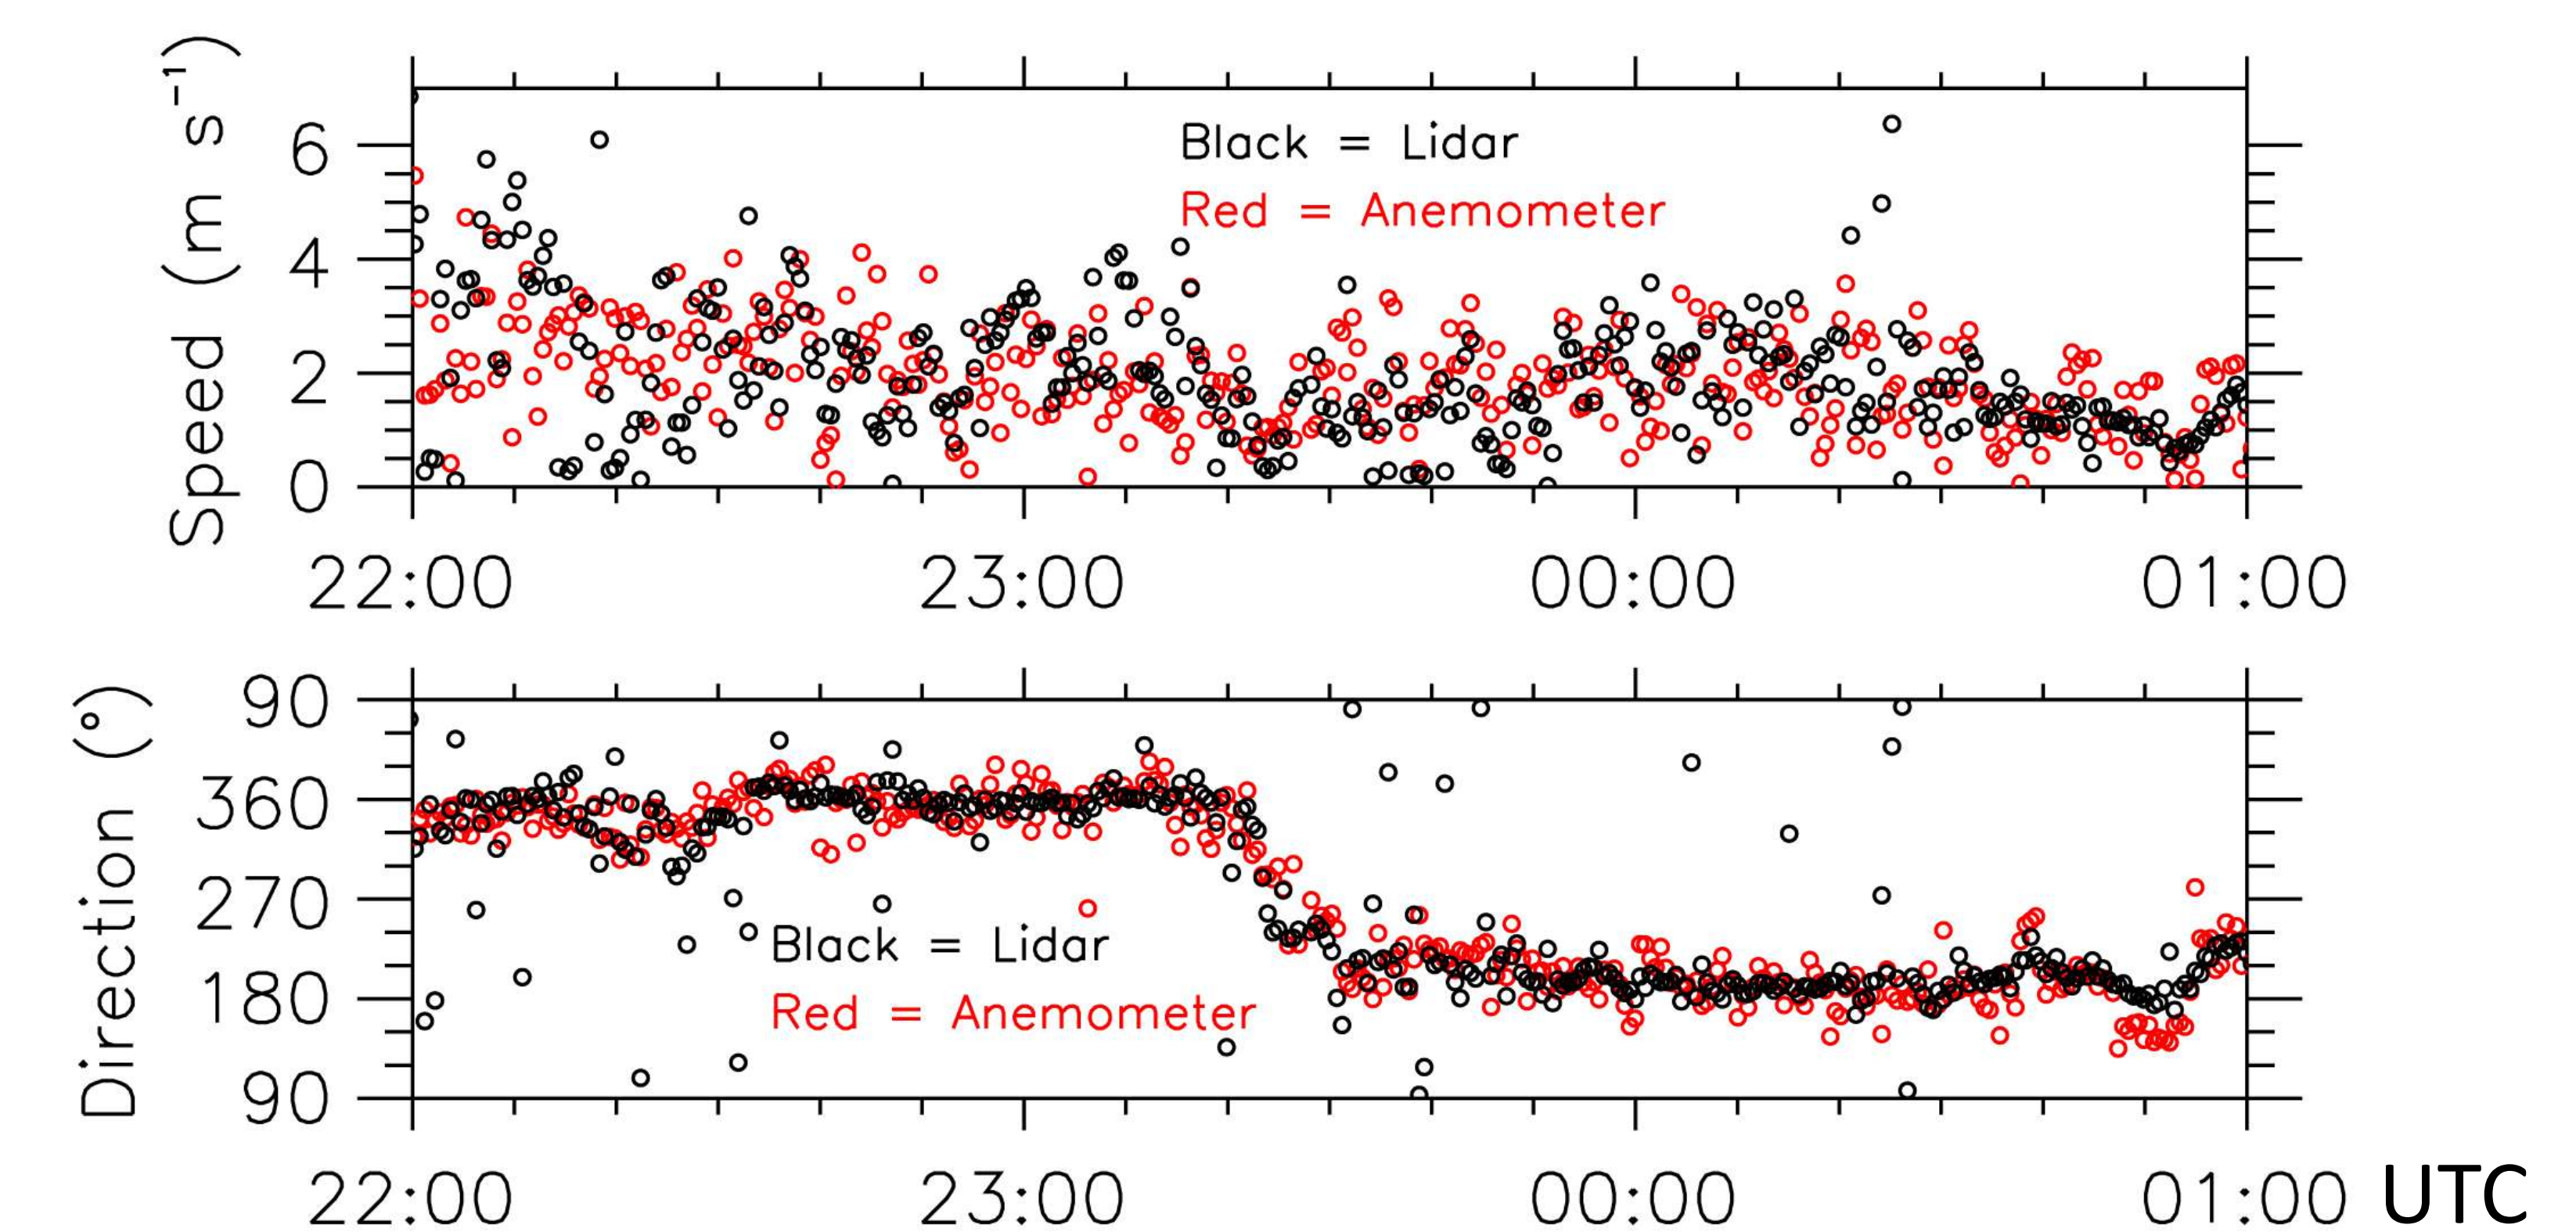 Speed (m s⁻¹)
6
4
2
0
Black = Lidar
Red = Anemometer
22:00 23:00 00:00 01:00
Direction (°)
90
360
270
180
90
Black = Lidar
Red = Anemometer
22:00 23:00 00:00 01:00 UTC